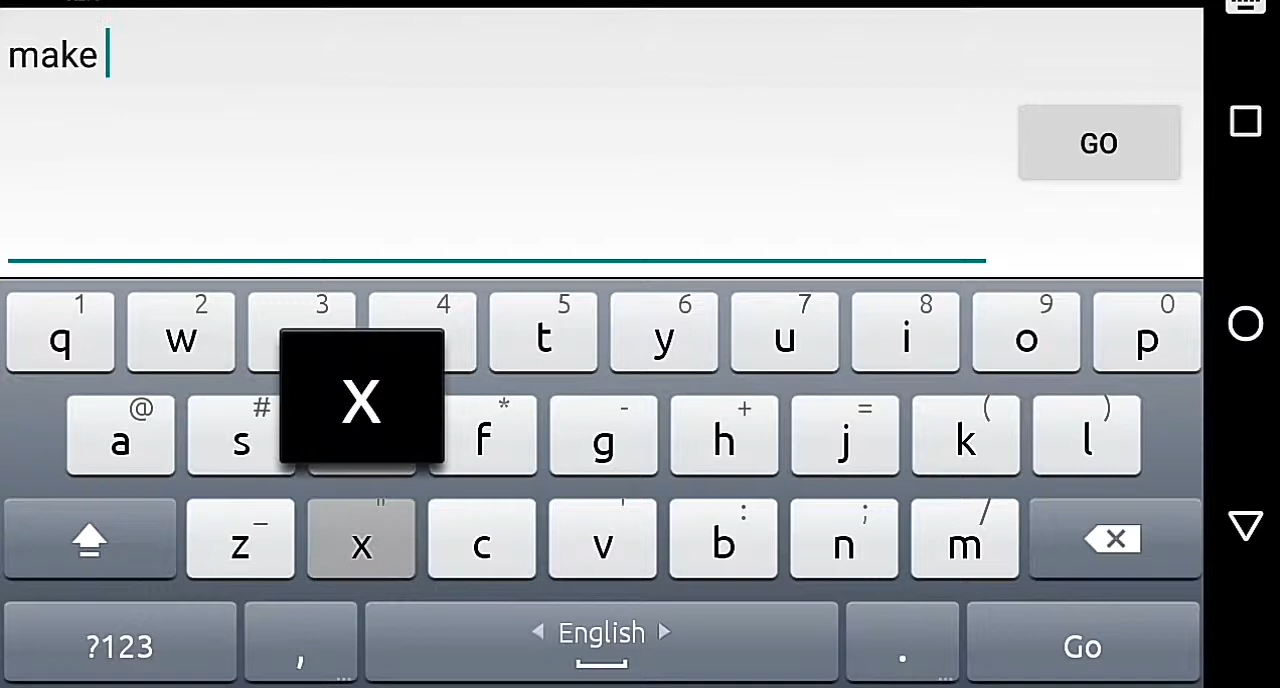 make
GO
1 2 3 4 5 6 7 8 9 0
q w t y u i o p
@ # * - + = ( )
a s X f g h j k l
_ " ' : ; /
z x c v b n m
?123 , English . Go